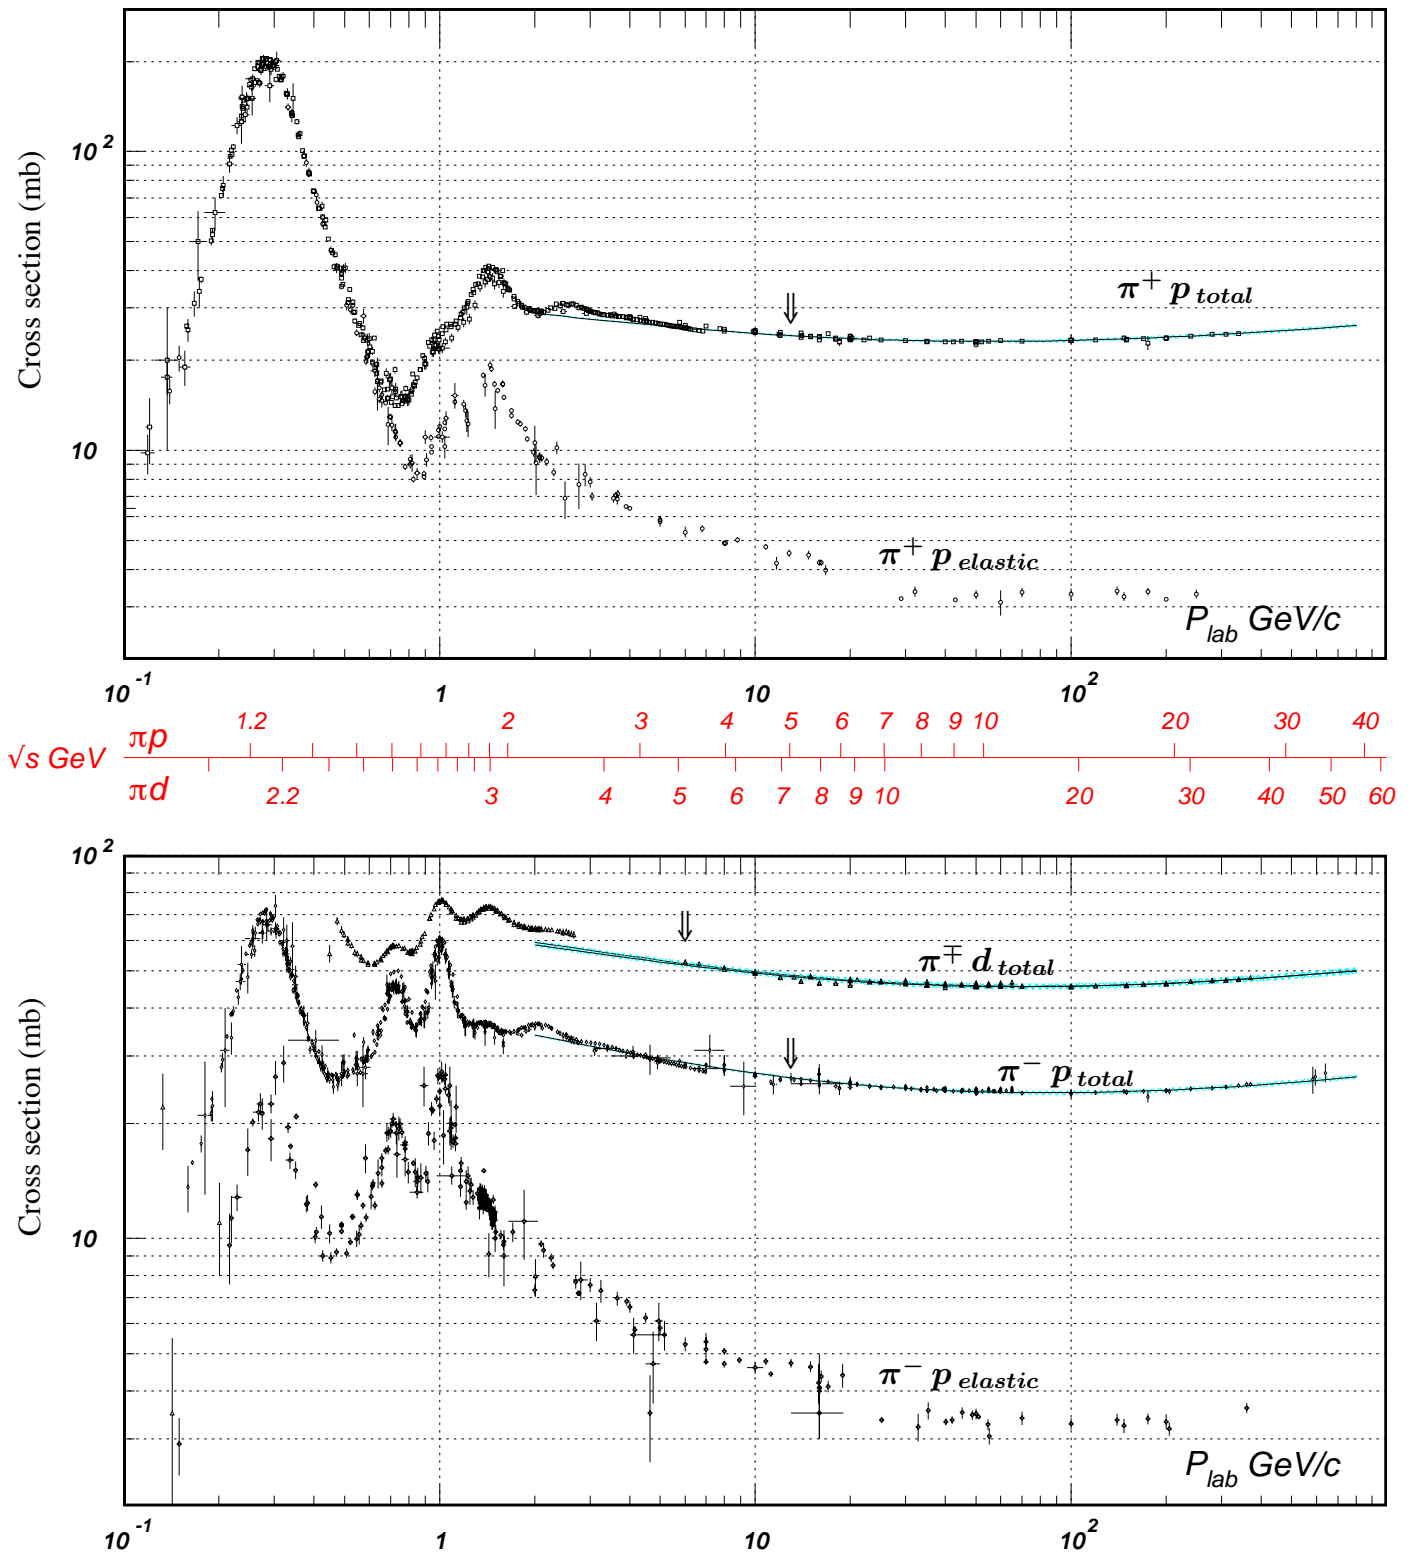 Cross section (mb)
10 2
10
π+ p total
⇓
π+ p elastic
P lab GeV/c
10 -1 1 10 10 2
√s GeV
πp 1.2 2 3 4 5 6 7 8 9 10 20 30 40
πd 2.2 3 4 5 6 7 8 9 10 20 30 40 50 60
10 2
Cross section (mb)
10
⇓
π∓ d total
⇓
π− p total
π− p elastic
P lab GeV/c
10 -1 1 10 10 2